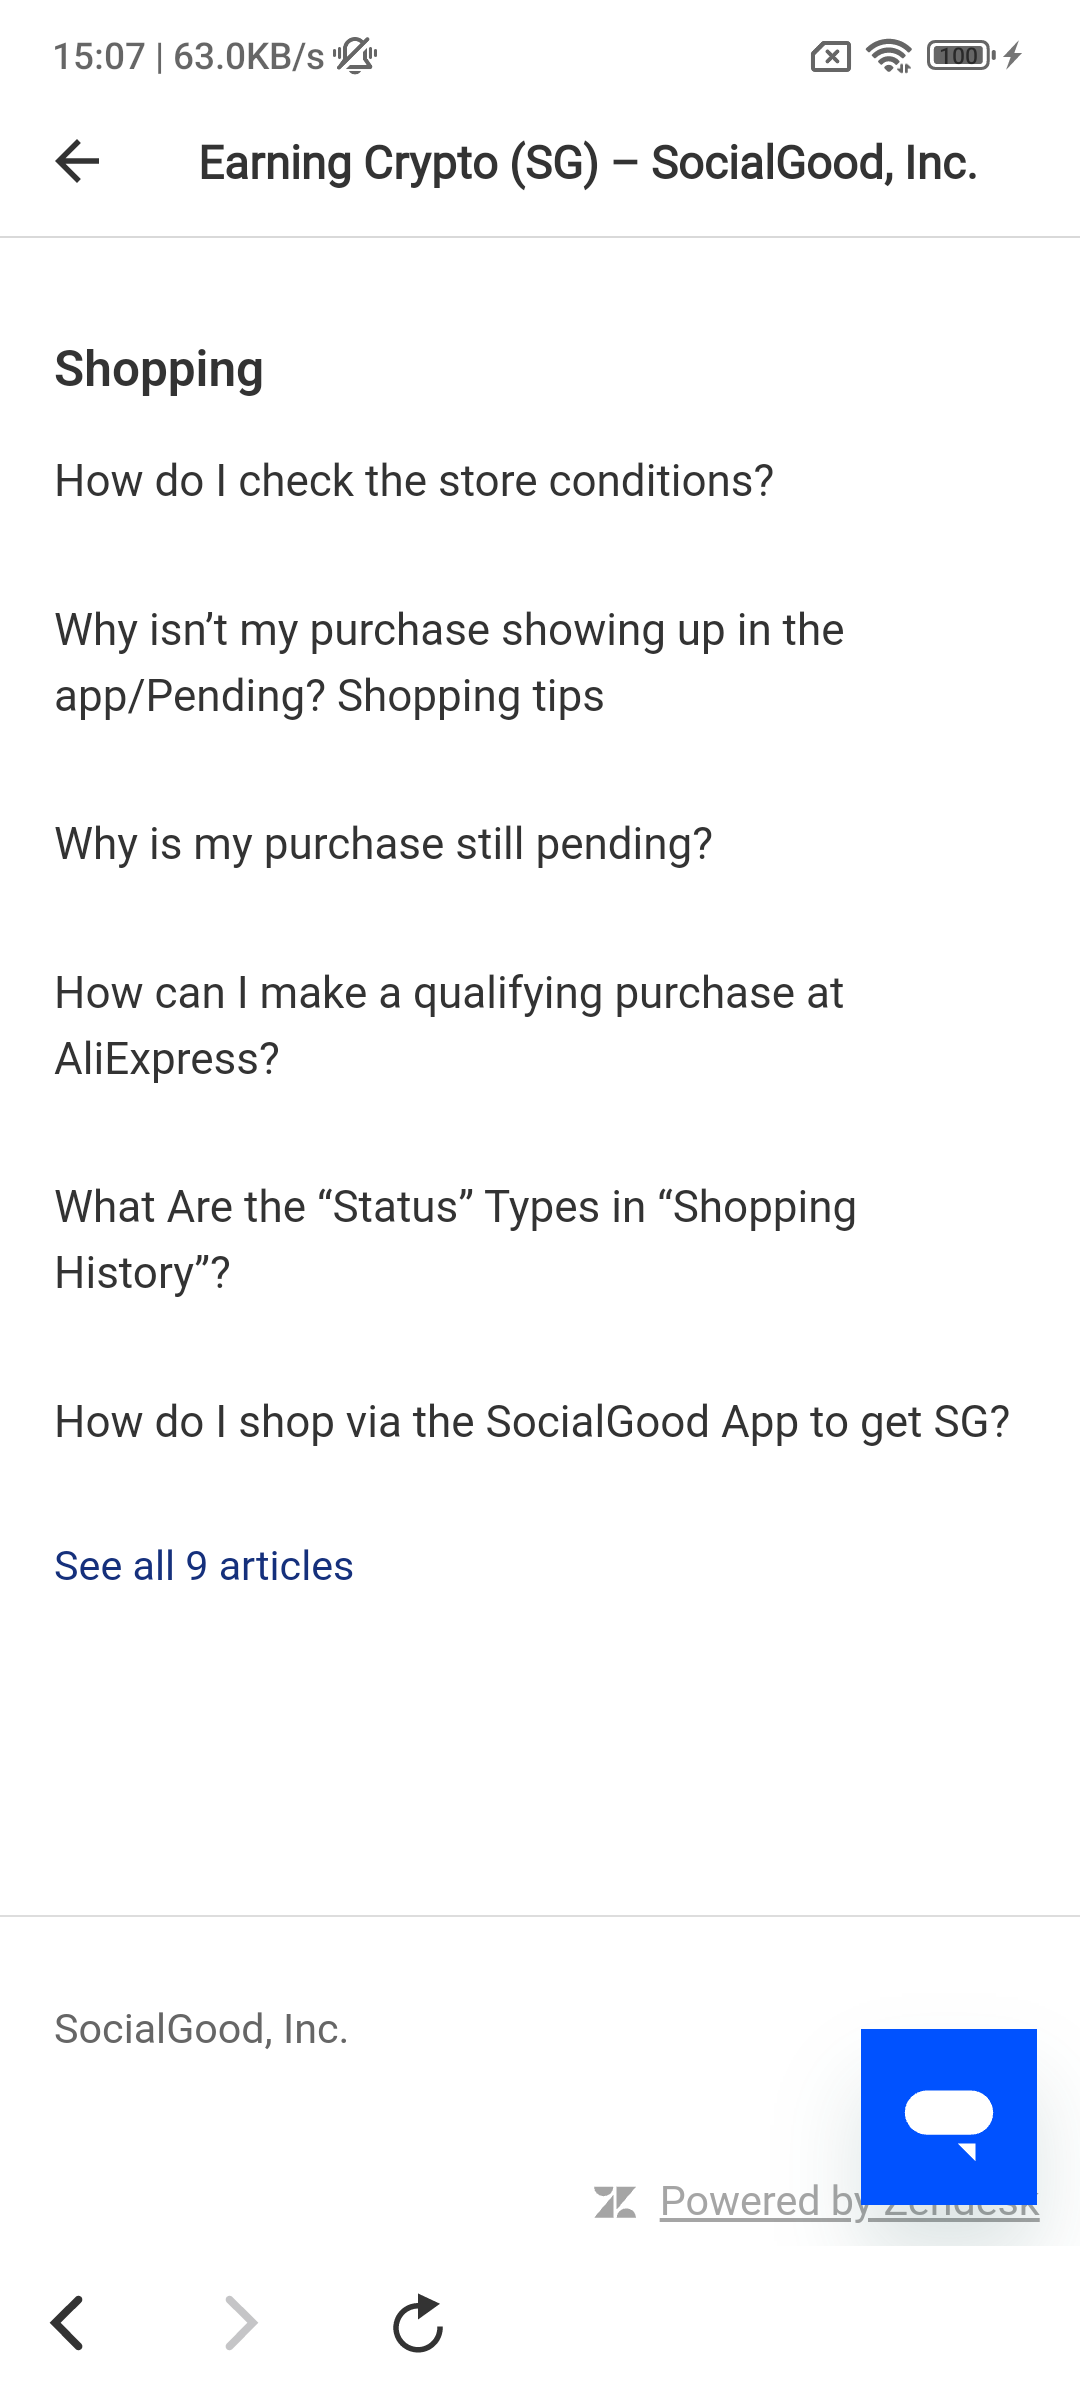 15:07 | 63.0KB/s
100
Earning Crypto (SG) – SocialGood, Inc.
Shopping
How do I check the store conditions?
Why isn’t my purchase showing up in the
app/Pending? Shopping tips
Why is my purchase still pending?
How can I make a qualifying purchase at
AliExpress?
What Are the “Status” Types in “Shopping
History”?
How do I shop via the SocialGood App to get SG?
See all 9 articles
SocialGood, Inc.
Powered by Zendesk